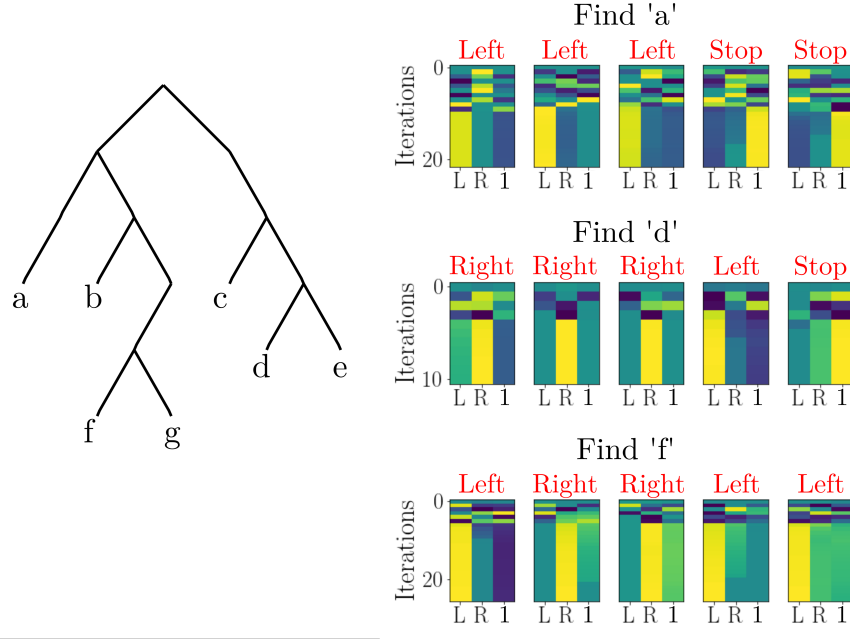 a
b
c
d
e
f
g
Find 'a'
Left Left Left Stop Stop
Iterations
0
20
L R 1 L R 1 L R 1 L R 1 L R 1
Find 'd'
Right Right Right Left Stop
Iterations
0
10
L R 1 L R 1 L R 1 L R 1 L R 1
Find 'f'
Left Right Right Left Left
Iterations
0
20
L R 1 L R 1 L R 1 L R 1 L R 1